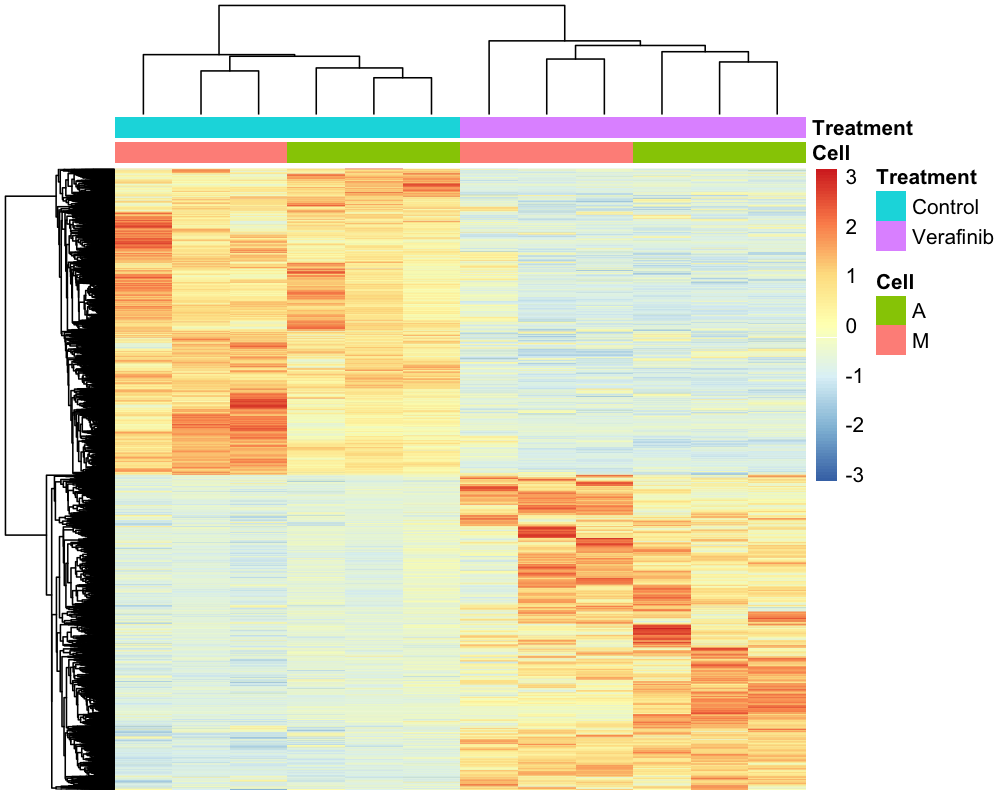 Treatment
Cell
3
2
1
0
-1
-2
-3
Treatment
Control
Verafinib
Cell
A
M